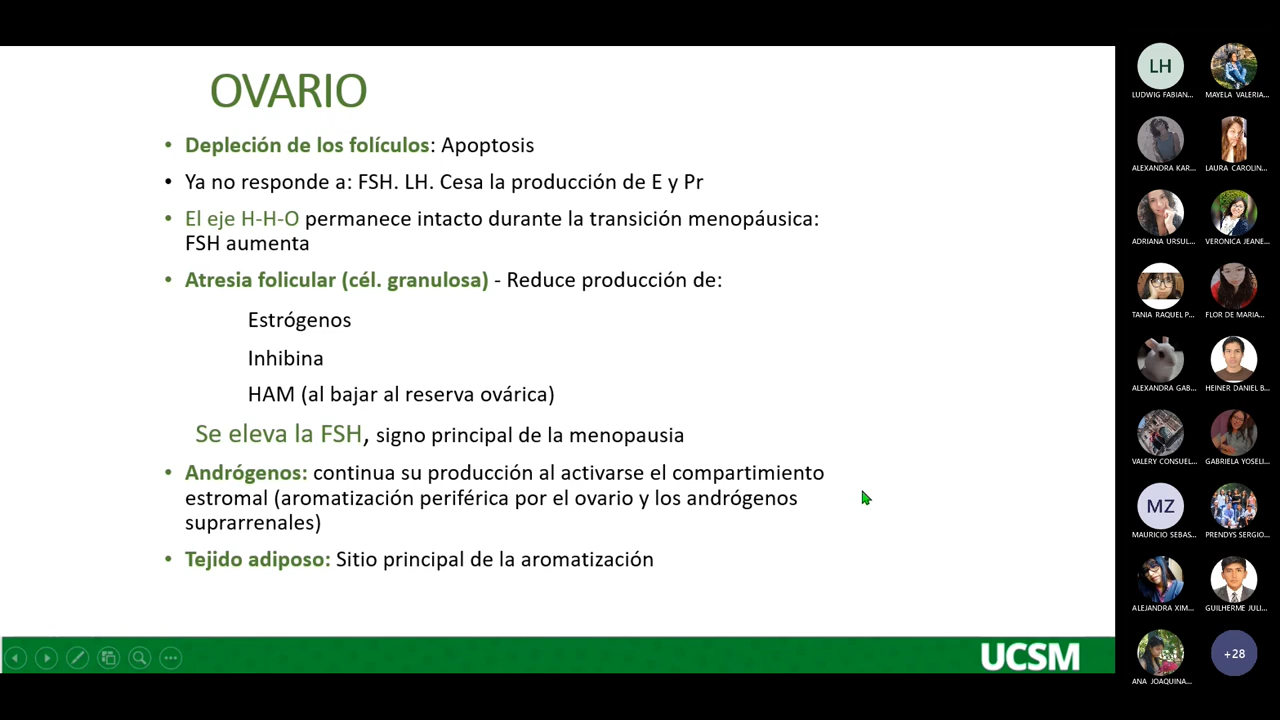 OVARIO
• Depleción de los folículos: Apoptosis
• Ya no responde a: FSH. LH. Cesa la producción de E y Pr
• El eje H-H-O permanece intacto durante la transición menopáusica:
FSH aumenta
• Atresia folicular (cél. granulosa) - Reduce producción de:
Estrógenos
Inhibina
HAM (al bajar al reserva ovárica)
Se eleva la FSH, signo principal de la menopausia
• Andrógenos: continua su producción al activarse el compartimiento
estromal (aromatización periférica por el ovario y los andrógenos
suprarrenales)
• Tejido adiposo: Sitio principal de la aromatización
UCSM
LH
LUDWIG FABIAN...
MAYELA VALERIA...
ALEXANDRA KAR...
LAURA CAROLIN...
ADRIANA URSUL...
VERONICA JEANE...
TANIA RAQUEL P...
FLOR DE MARIA...
ALEXANDRA GAB...
HEINER DANIEL B...
VALERY CONSUEL...
GABRIELA YOSELI...
MZ
MAURICIO SEBAS...
PRENDYS SERGIO...
ALEJANDRA XIM...
GUILHERME JULI...
ANA JOAQUINA...
+28